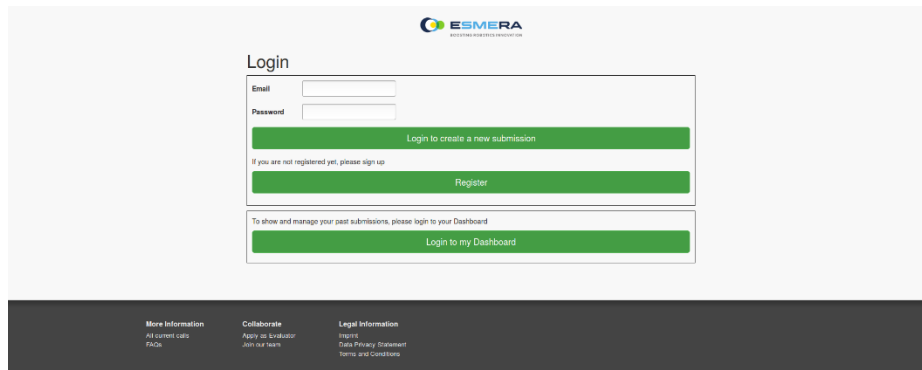 ESMERA
BOOSTING ROBOTICS INNOVATION
Login
Email
Password
Login to create a new submission
If you are not registered yet, please sign up
Register
To show and manage your past submissions, please login to your Dashboard
Login to my Dashboard
More Information
All current calls
FAQs
Collaborate
Apply as Evaluator
Join our team
Legal Information
Imprint
Data Privacy Statement
Terms and Conditions